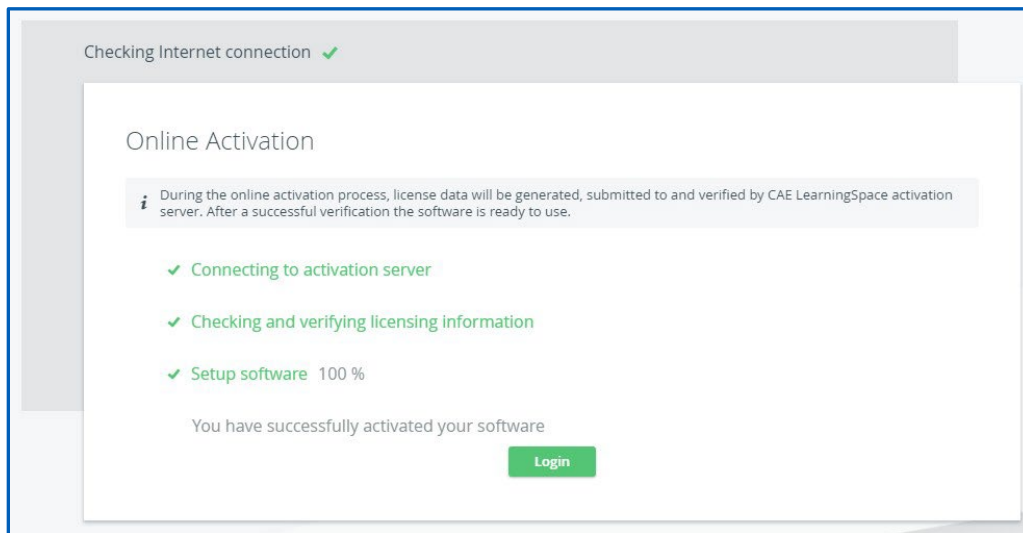 Checking Internet connection
Online Activation
i During the online activation process, license data will be generated, submitted to and verified by CAE LearningSpace activation
server. After a successful verification the software is ready to use.
Connecting to activation server
Checking and verifying licensing information
Setup software 100 %
You have successfully activated your software
Login